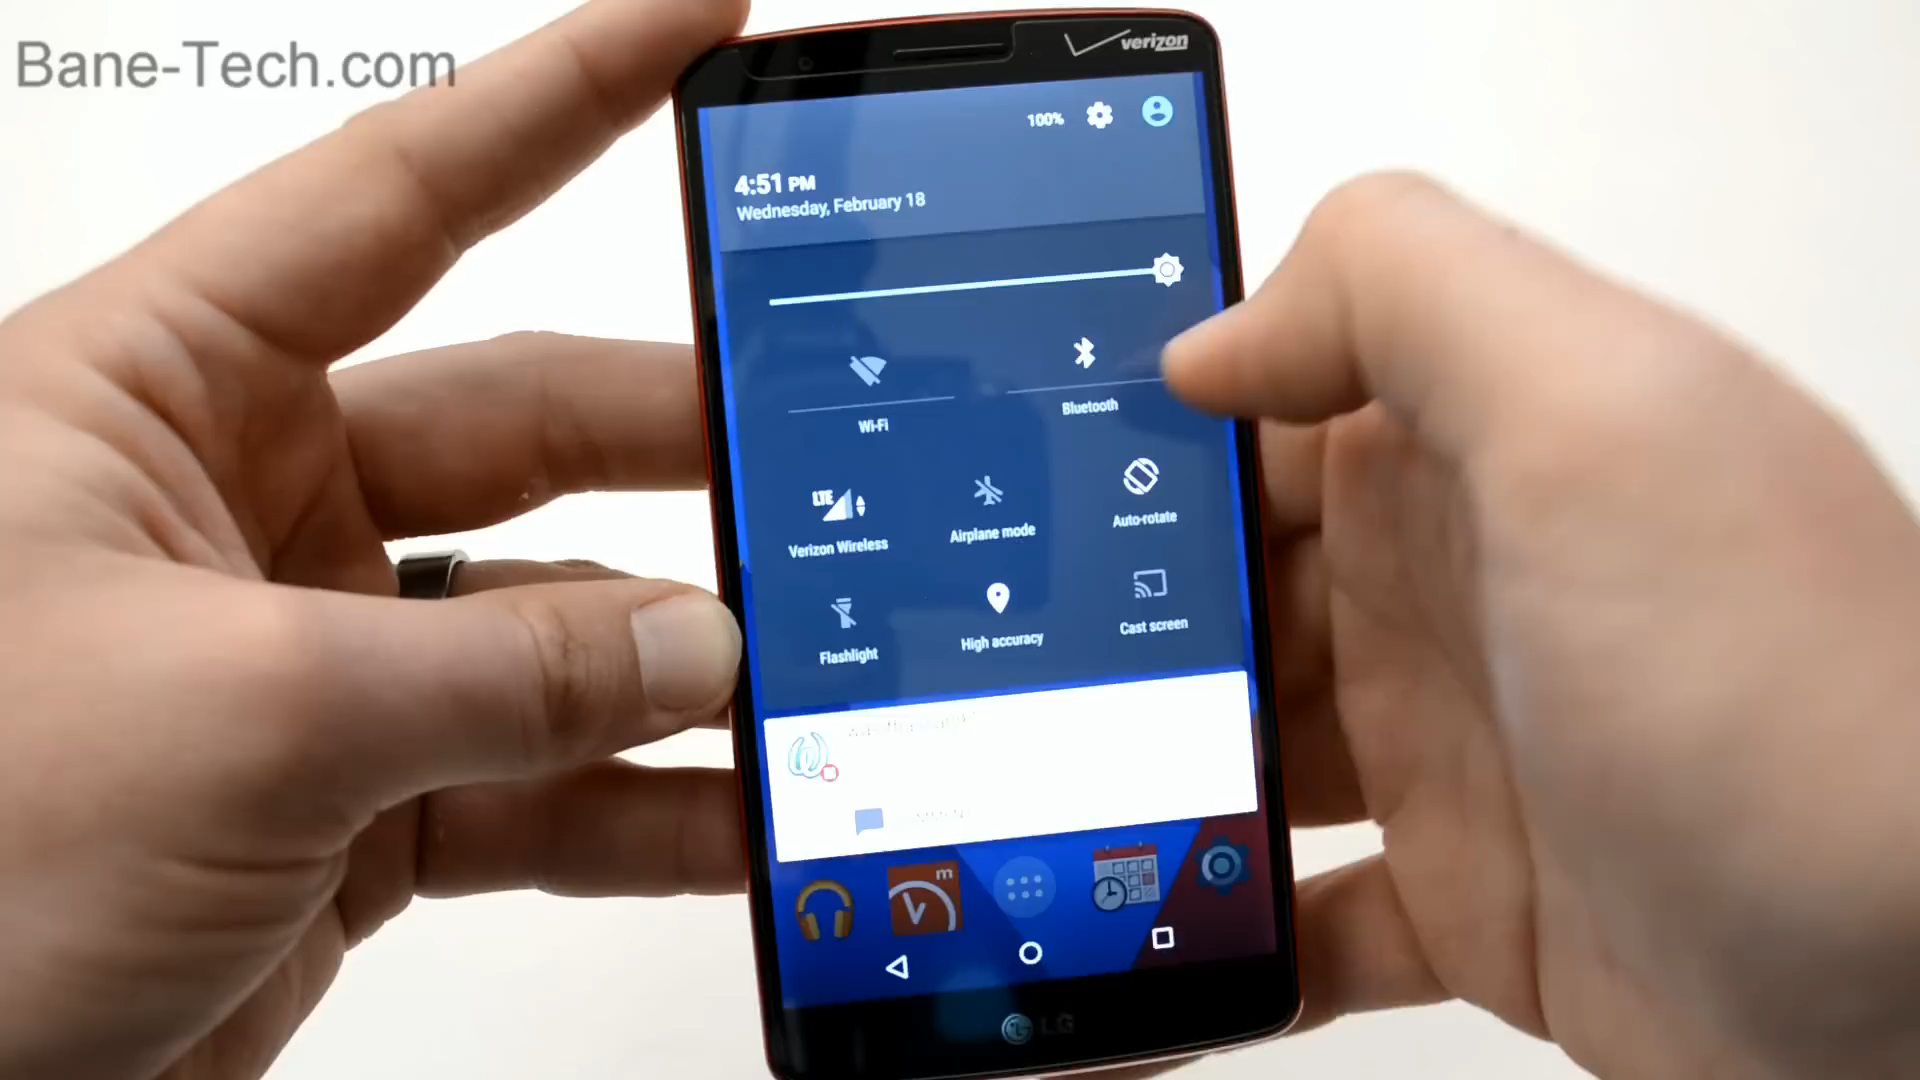 Bane-Tech.com
verizon
100%
4:51 PM
Wednesday, February 18
Wi-Fi
Bluetooth
LTE
Verizon Wireless
Airplane mode
Auto-rotate
Flashlight
High accuracy
Cast screen
m
LG